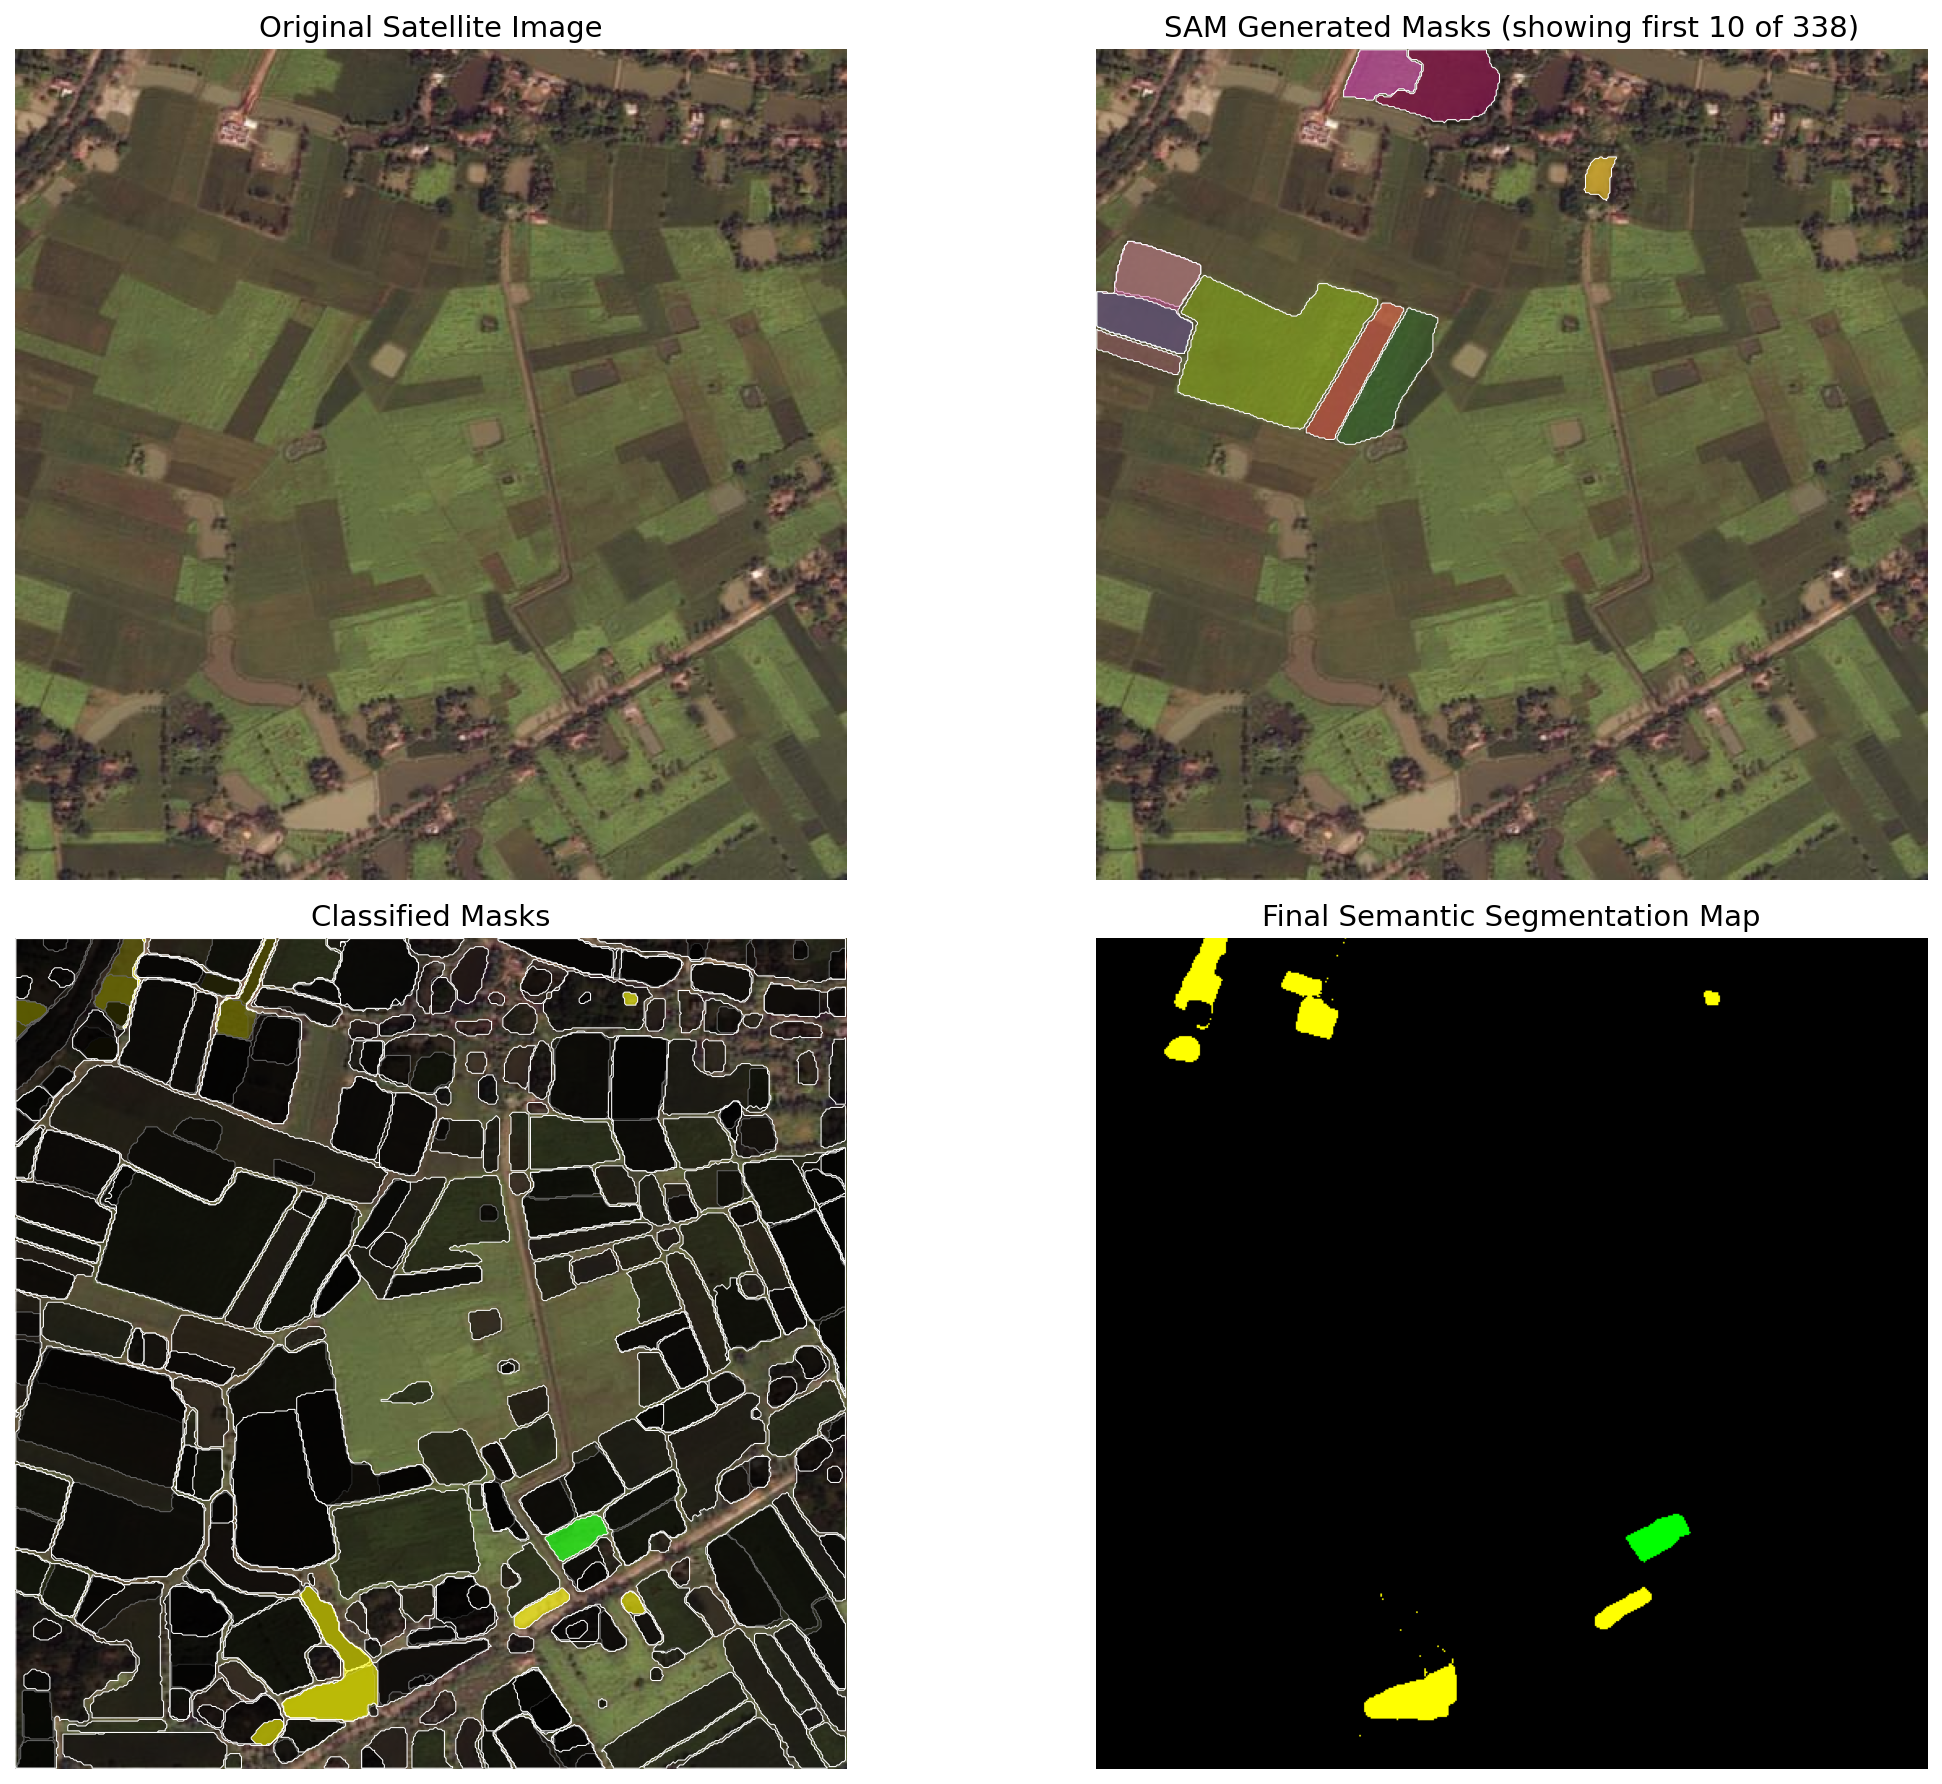 Original Satellite Image
SAM Generated Masks (showing first 10 of 338)
Classified Masks
Final Semantic Segmentation Map